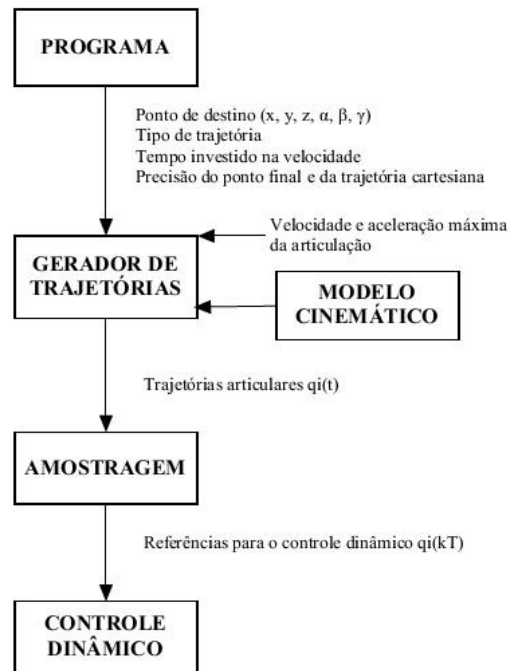 PROGRAMA
Ponto de destino (x, y, z, α, β, γ)
Tipo de trajetória
Tempo investido na velocidade
Precisão do ponto final e da trajetória cartesiana
Velocidade e aceleração máxima
da articulação
GERADOR DE
TRAJETÓRIAS
MODELO
CINEMÁTICO
Trajetórias articulares qi(t)
AMOSTRAGEM
Referências para o controle dinâmico qi(kT)
CONTROLE
DINÂMICO